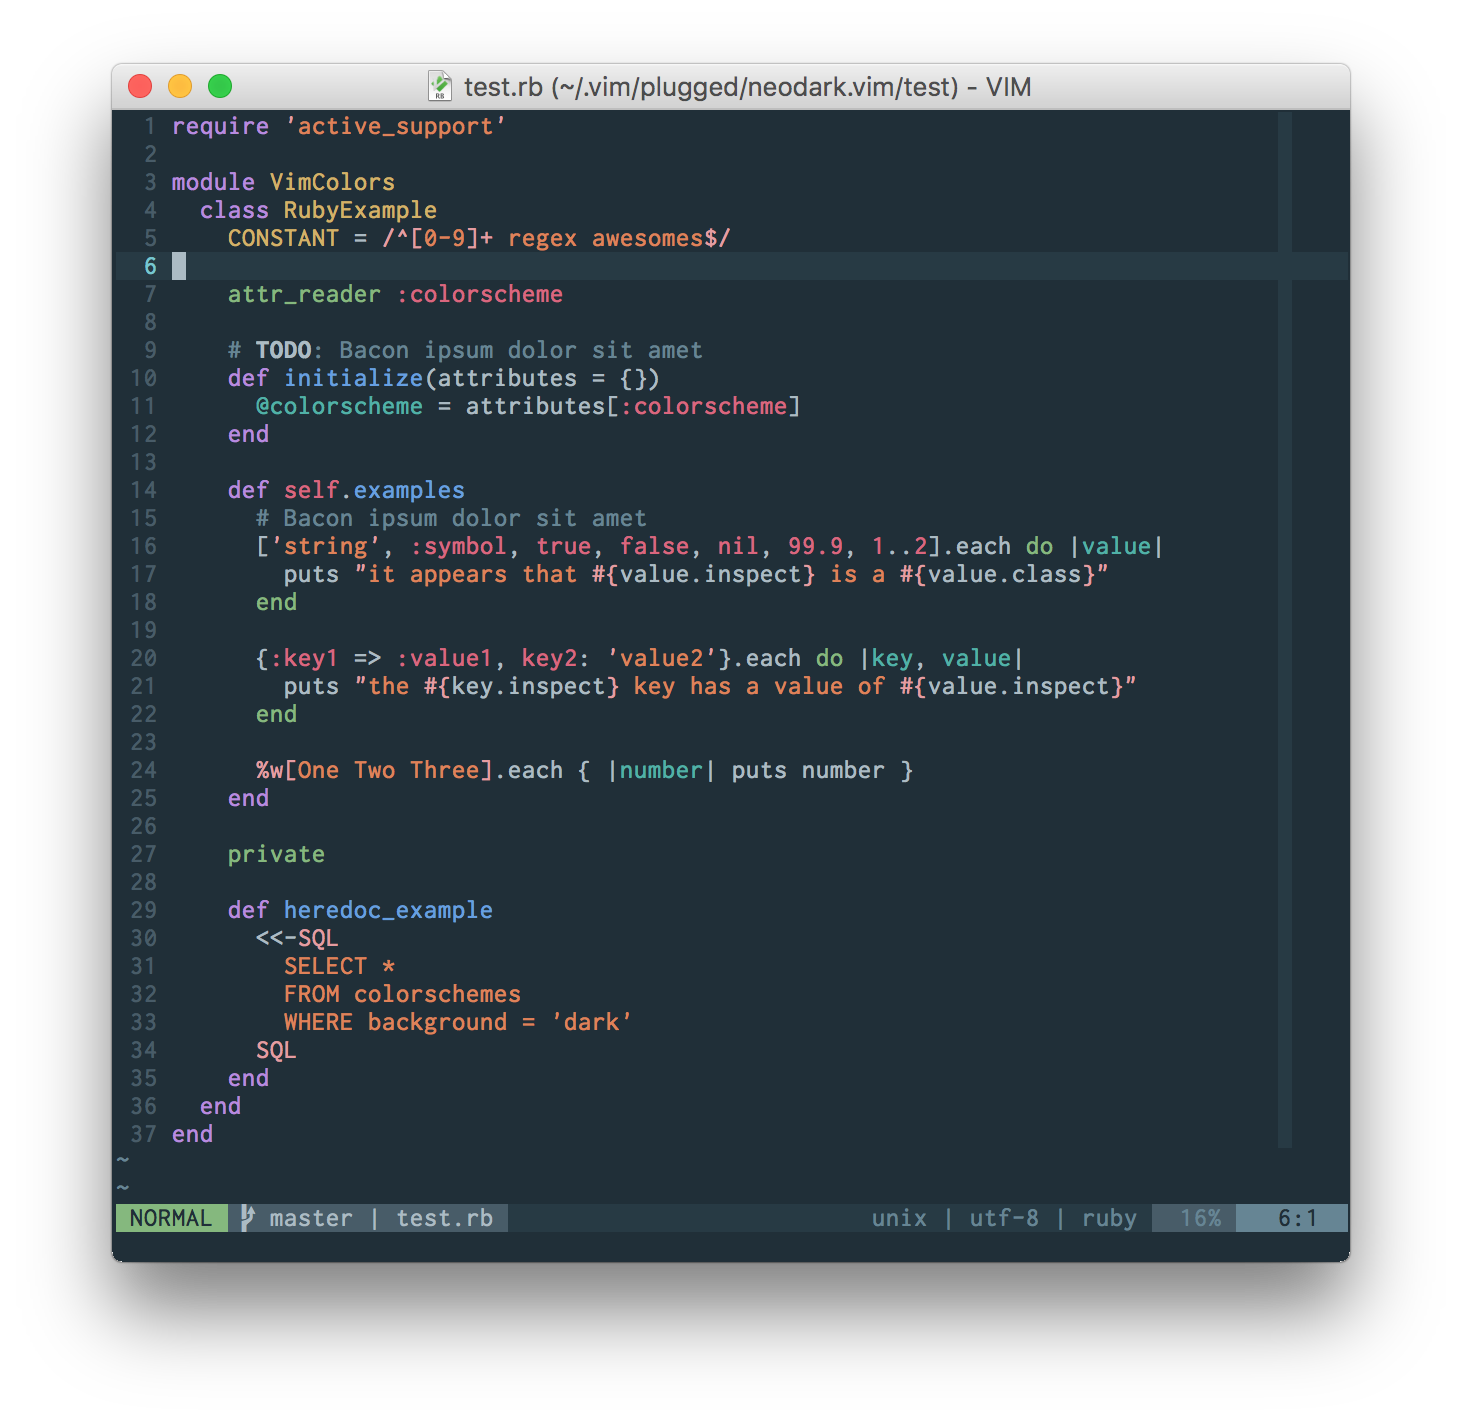 test.rb (~/.vim/plugged/neodark.vim/test) - VIM
1 require 'active_support'
2
3 module VimColors
4   class RubyExample
5     CONSTANT = /^[0-9]+ regex awesomes$/
6
7     attr_reader :colorscheme
8
9     # TODO: Bacon ipsum dolor sit amet
10     def initialize(attributes = {})
11       @colorscheme = attributes[:colorscheme]
12     end
13
14     def self.examples
15       # Bacon ipsum dolor sit amet
16       ['string', :symbol, true, false, nil, 99.9, 1..2].each do |value|
17         puts "it appears that #{value.inspect} is a #{value.class}"
18       end
19
20       {:key1 => :value1, key2: 'value2'}.each do |key, value|
21         puts "the #{key.inspect} key has a value of #{value.inspect}"
22       end
23
24       %w[One Two Three].each { |number| puts number }
25     end
26
27     private
28
29     def heredoc_example
30       <<-SQL
31         SELECT *
32         FROM colorschemes
33         WHERE background = 'dark'
34       SQL
35     end
36   end
37 end
~
~
NORMAL master | test.rb unix | utf-8 | ruby 16% 6:1